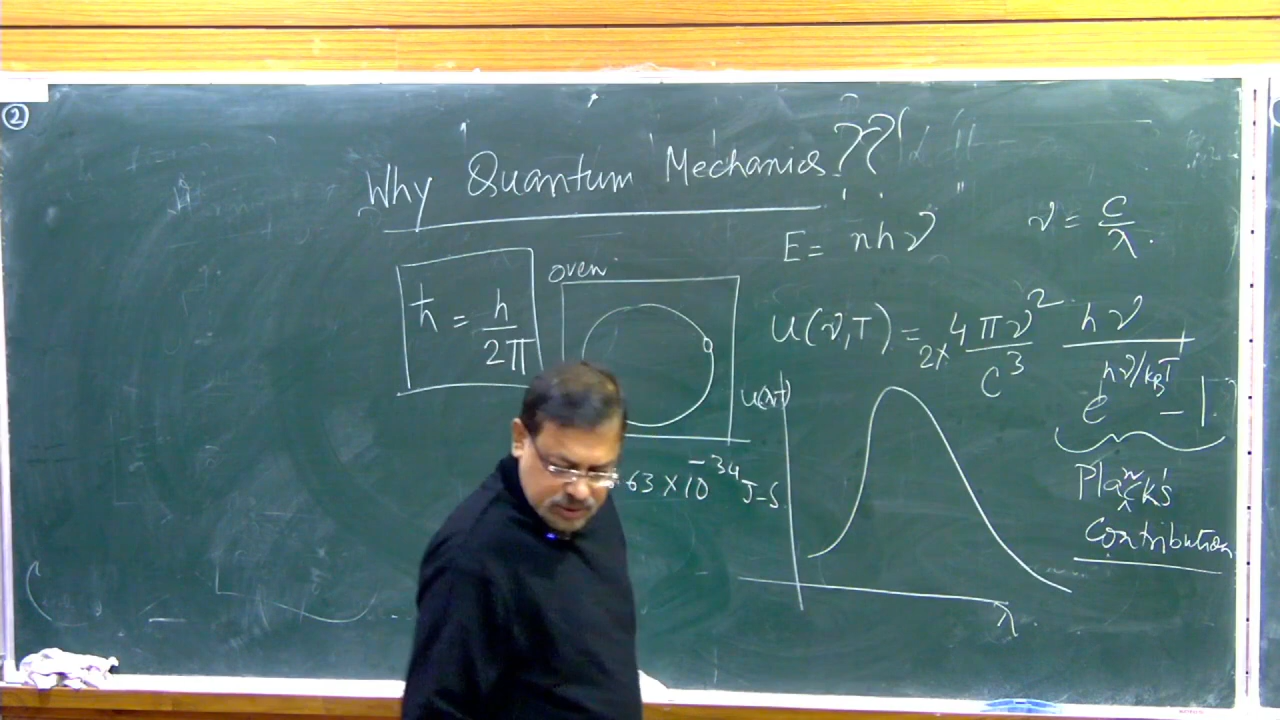 ②
Why Quantum Mechanics ??
E = nhν
ν = c/λ.
oven
ħ = h/2π
U(ν,T) = 2× 4πν²/c³ hν/(e^(hν/k_BT) - 1)
U(λ,T)
63 × 10⁻³⁴ J-S.
Planck's
Contribution
λ